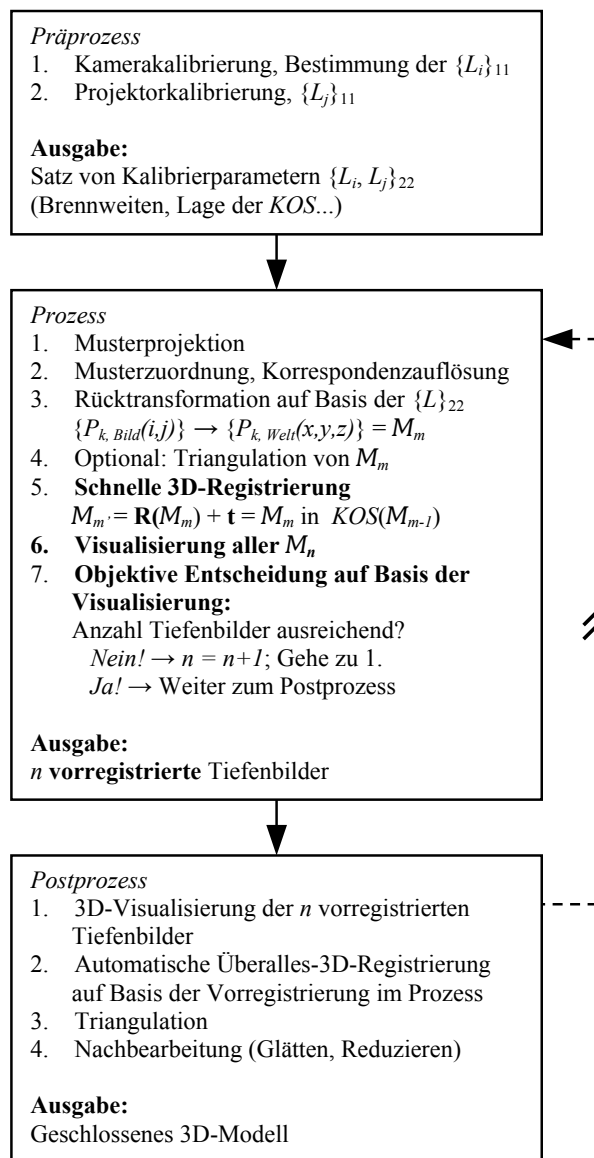 Präprozess
1. Kamerakalibrierung, Bestimmung der {Li}11
2. Projektorkalibrierung, {Lj}11
Ausgabe:
Satz von Kalibrierparametern {Li, Lj}22
(Brennweiten, Lage der KOS...)
Prozess
1. Musterprojektion
2. Musterzuordnung, Korrespondenzauflösung
3. Rücktransformation auf Basis der {L}22
{Pk, Bild(i,j)} → {Pk, Welt(x,y,z)} = Mm
4. Optional: Triangulation von Mm
5. Schnelle 3D-Registrierung
Mm' = R(Mm) + t = Mm in KOS(Mm-1)
6. Visualisierung aller Mn
7. Objektive Entscheidung auf Basis der
Visualisierung:
Anzahl Tiefenbilder ausreichend?
Nein! → n = n+1; Gehe zu 1.
Ja! → Weiter zum Postprozess
Ausgabe:
n vorregistrierte Tiefenbilder
Postprozess
1. 3D-Visualisierung der n vorregistrierten
Tiefenbilder
2. Automatische Überalles-3D-Registrierung
auf Basis der Vorregistrierung im Prozess
3. Triangulation
4. Nachbearbeitung (Glätten, Reduzieren)
Ausgabe:
Geschlossenes 3D-Modell